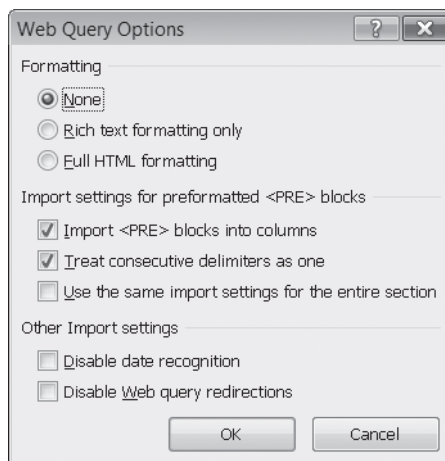 Web Query Options
Formatting
None
Rich text formatting only
Full HTML formatting
Import settings for preformatted <PRE> blocks
Import <PRE> blocks into columns
Treat consecutive delimiters as one
Use the same import settings for the entire section
Other Import settings
Disable date recognition
Disable Web query redirections
OK Cancel